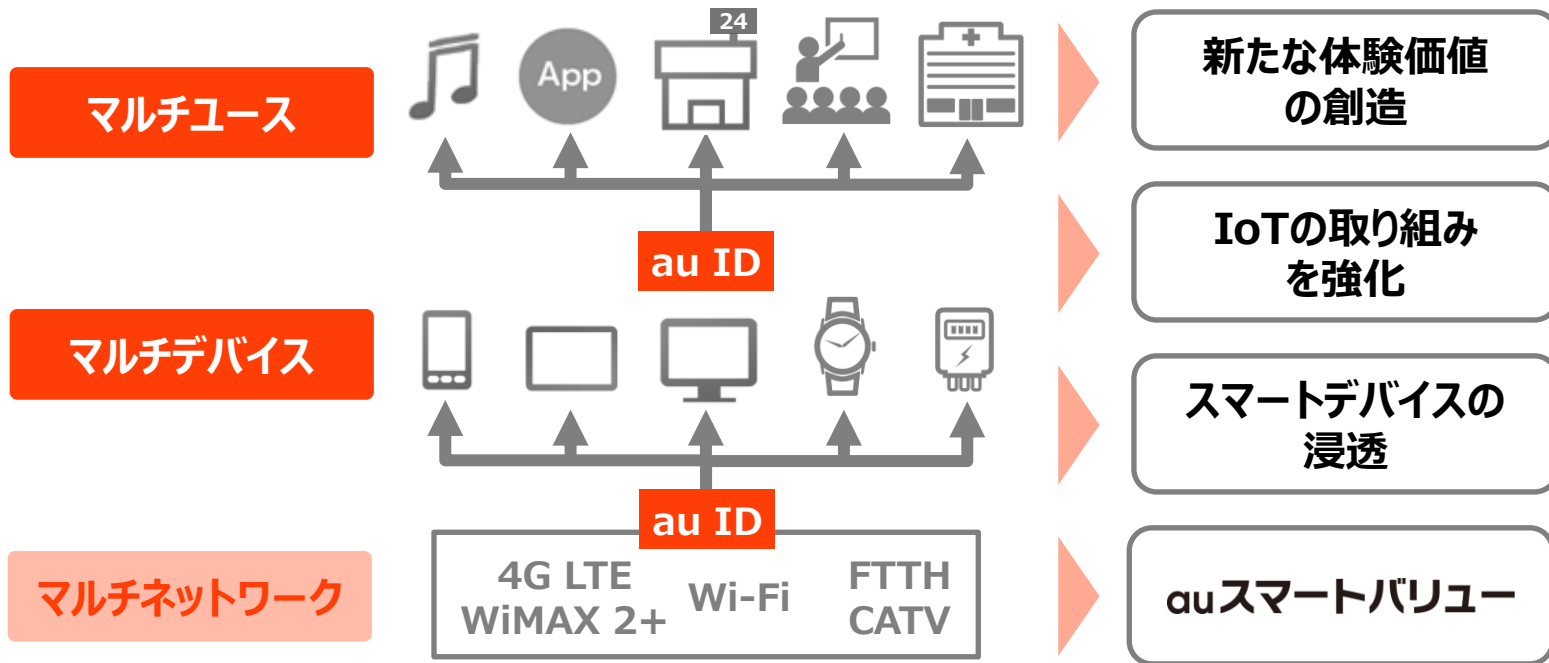 24
App
マルチユース
新たな体験価値
の創造
au ID
IoTの取り組み
を強化
マルチデバイス
スマートデバイスの
浸透
au ID
マルチネットワーク
4G LTE
WiMAX 2+
Wi-Fi
FTTH
CATV
auスマートバリュー